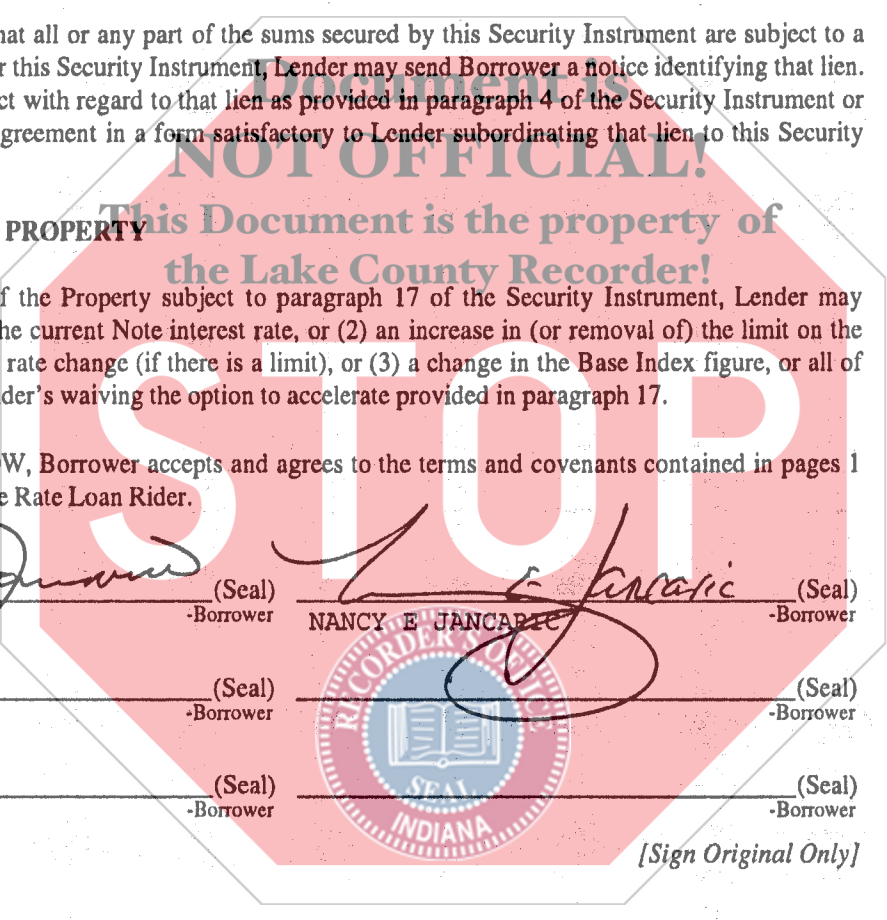 hat all or any part of the sums secured by this Security Instrument are subject to a
r this Security Instrument, Lender may send Borrower a notice identifying that lien.
Document is
ct with regard to that lien as provided in paragraph 4 of the Security Instrument or
greement in a form satisfactory to Lender subordinating that lien to this Security
NOT OFFICIAL!
This Document is the property of
PROPERTY
the Lake County Recorder!
f the Property subject to paragraph 17 of the Security Instrument, Lender may
he current Note interest rate, or (2) an increase in (or removal of) the limit on the
rate change (if there is a limit), or (3) a change in the Base Index figure, or all of
der's waiving the option to accelerate provided in paragraph 17.
STOP
W, Borrower accepts and agrees to the terms and covenants contained in pages 1
e Rate Loan Rider.
E Jancaric
(Seal) (Seal)
-Borrower NANCY E JANCARIC -Borrower
(Seal) (Seal)
-Borrower -Borrower
(Seal) (Seal)
-Borrower -Borrower
RECORDER'S OFFICE
SEAL
INDIANA
[Sign Original Only]